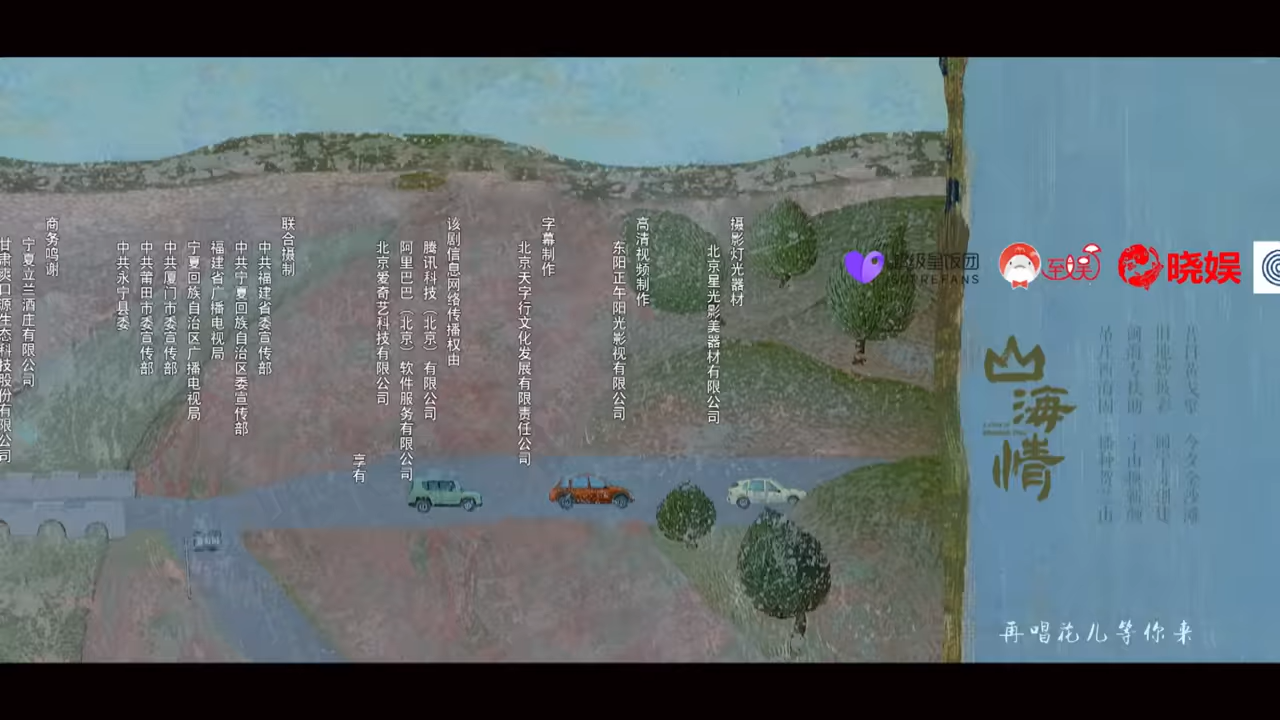 超级星饭团
至娱
晓娱
山海情
再唱花儿等你来
摄影灯光器材
北京星光影美器材有限公司
高清视频制作
东阳正午阳光影视有限公司
字幕制作
北京天字行文化发展有限责任公司
该剧信息网络传播权由
腾讯科技（北京）有限公司
阿里巴巴（北京）软件服务有限公司
北京爱奇艺科技有限公司
享有
联合摄制
中共福建省委宣传部
中共宁夏回族自治区委宣传部
福建省广播电视局
宁夏回族自治区广播电视局
中共厦门市委宣传部
中共莆田市委宣传部
中共永宁县委
商务鸣谢
宁夏立兰酒庄有限公司
甘肃爽口源生态科技股份有限公司